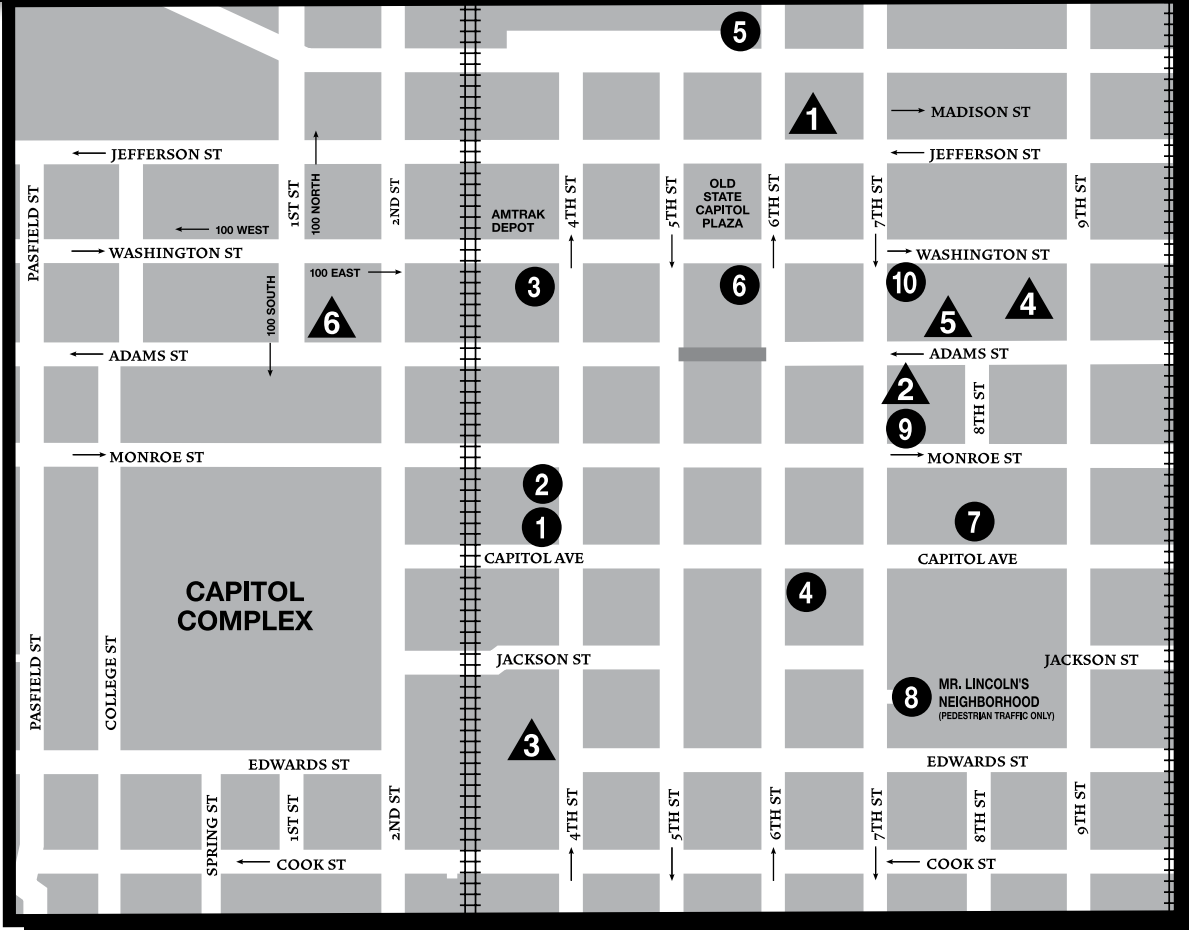 5
1
MADISON ST
JEFFERSON ST
JEFFERSON ST
PASFIELD ST
1ST ST
100 NORTH
2ND ST
AMTRAK
DEPOT
4TH ST
5TH ST
OLD
STATE
CAPITOL
PLAZA
6TH ST
7TH ST
9TH ST
100 WEST
WASHINGTON ST
WASHINGTON ST
100 EAST
100 SOUTH
6
3
6
10
5
4
ADAMS ST
ADAMS ST
2
9
8TH ST
MONROE ST
MONROE ST
2
1
7
CAPITOL AVE
CAPITOL AVE
CAPITOL
COMPLEX
4
JACKSON ST
JACKSON ST
PASFIELD ST
COLLEGE ST
8
MR. LINCOLN'S
NEIGHBORHOOD
(PEDESTRIAN TRAFFIC ONLY)
3
EDWARDS ST
EDWARDS ST
SPRING ST
1ST ST
2ND ST
4TH ST
5TH ST
6TH ST
7TH ST
8TH ST
9TH ST
COOK ST
COOK ST